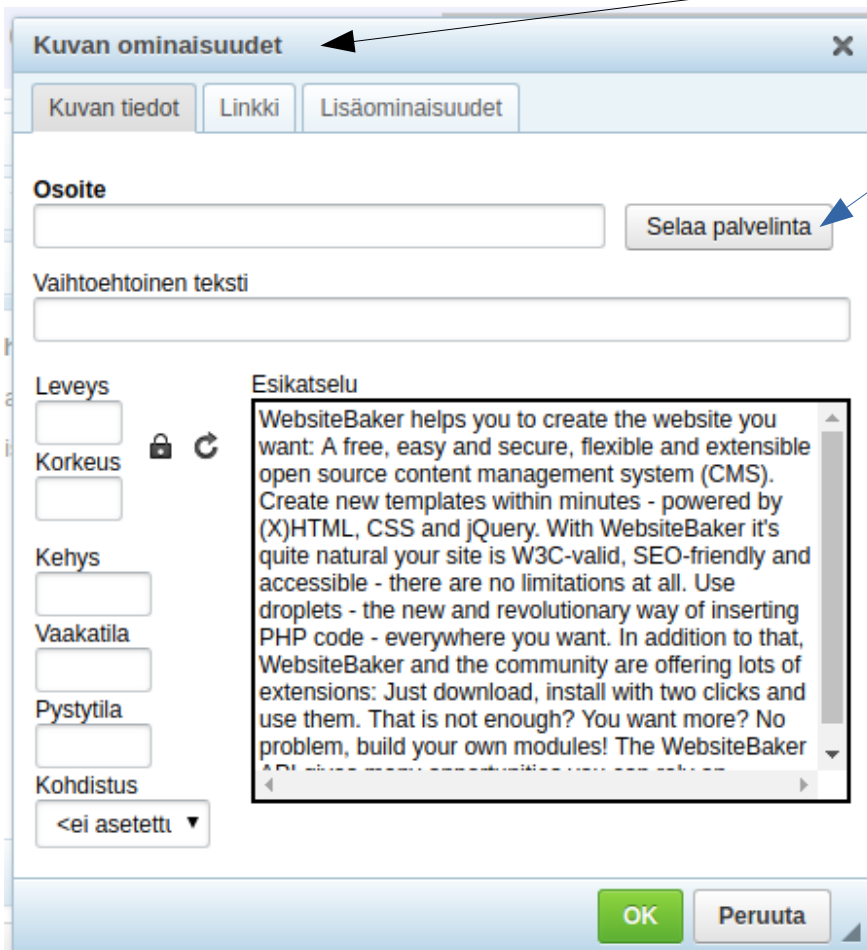 Kuvan ominaisuudet
Kuvan tiedot Linkki Lisäominaisuudet
Osoite
Selaa palvelinta
Vaihtoehtoinen teksti
Leveys
Korkeus
Kehys
Vaakatila
Pystytila
Kohdistus
<ei asetettu
Esikatselu
WebsiteBaker helps you to create the website you
want: A free, easy and secure, flexible and extensible
open source content management system (CMS).
Create new templates within minutes - powered by
(X)HTML, CSS and jQuery. With WebsiteBaker it's
quite natural your site is W3C-valid, SEO-friendly and
accessible - there are no limitations at all. Use
droplets - the new and revolutionary way of inserting
PHP code - everywhere you want. In addition to that,
WebsiteBaker and the community are offering lots of
extensions: Just download, install with two clicks and
use them. That is not enough? You want more? No
problem, build your own modules! The WebsiteBaker
OK Peruuta